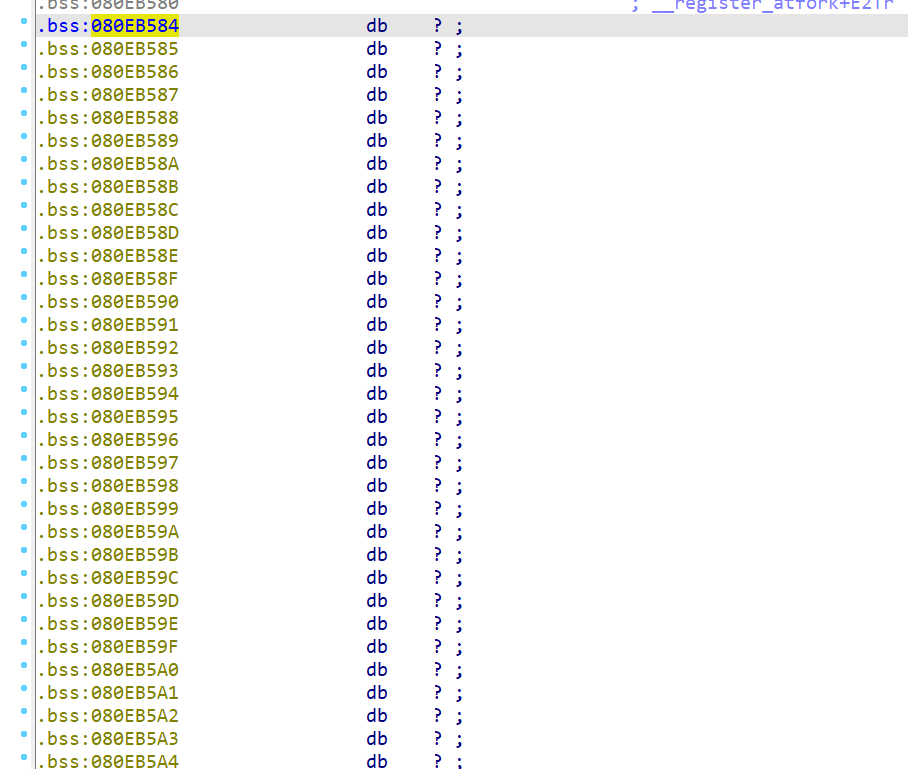 .bss:080EB580 ; __register_atfork+E2↑r
.bss:080EB584 db ? ;
.bss:080EB585 db ? ;
.bss:080EB586 db ? ;
.bss:080EB587 db ? ;
.bss:080EB588 db ? ;
.bss:080EB589 db ? ;
.bss:080EB58A db ? ;
.bss:080EB58B db ? ;
.bss:080EB58C db ? ;
.bss:080EB58D db ? ;
.bss:080EB58E db ? ;
.bss:080EB58F db ? ;
.bss:080EB590 db ? ;
.bss:080EB591 db ? ;
.bss:080EB592 db ? ;
.bss:080EB593 db ? ;
.bss:080EB594 db ? ;
.bss:080EB595 db ? ;
.bss:080EB596 db ? ;
.bss:080EB597 db ? ;
.bss:080EB598 db ? ;
.bss:080EB599 db ? ;
.bss:080EB59A db ? ;
.bss:080EB59B db ? ;
.bss:080EB59C db ? ;
.bss:080EB59D db ? ;
.bss:080EB59E db ? ;
.bss:080EB59F db ? ;
.bss:080EB5A0 db ? ;
.bss:080EB5A1 db ? ;
.bss:080EB5A2 db ? ;
.bss:080EB5A3 db ? ;
.bss:080EB5A4 db ? ;